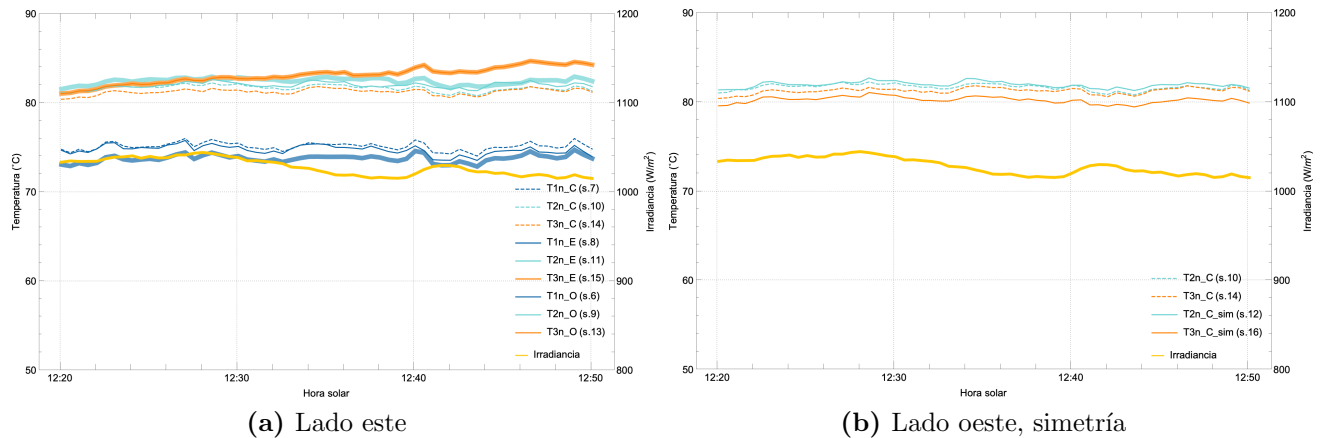 90
80
70
60
50
Temperatura (°C)
1200
1100
1000
900
800
Irradiancia (W/m²)
T1n_C (s.7)
T2n_C (s.10)
T3n_C (s.14)
T1n_E (s.8)
T2n_E (s.11)
T3n_E (s.15)
T1n_O (s.6)
T2n_O (s.9)
T3n_O (s.13)
Irradiancia
12:20 12:30 12:40 12:50
Hora solar
(a) Lado este
90
80
70
60
50
Temperatura (°C)
1200
1100
1000
900
800
Irradiancia (W/m²)
T2n_C (s.10)
T3n_C (s.14)
T2n_C_sim (s.12)
T3n_C_sim (s.16)
Irradiancia
12:20 12:30 12:40 12:50
Hora solar
(b) Lado oeste, simetría